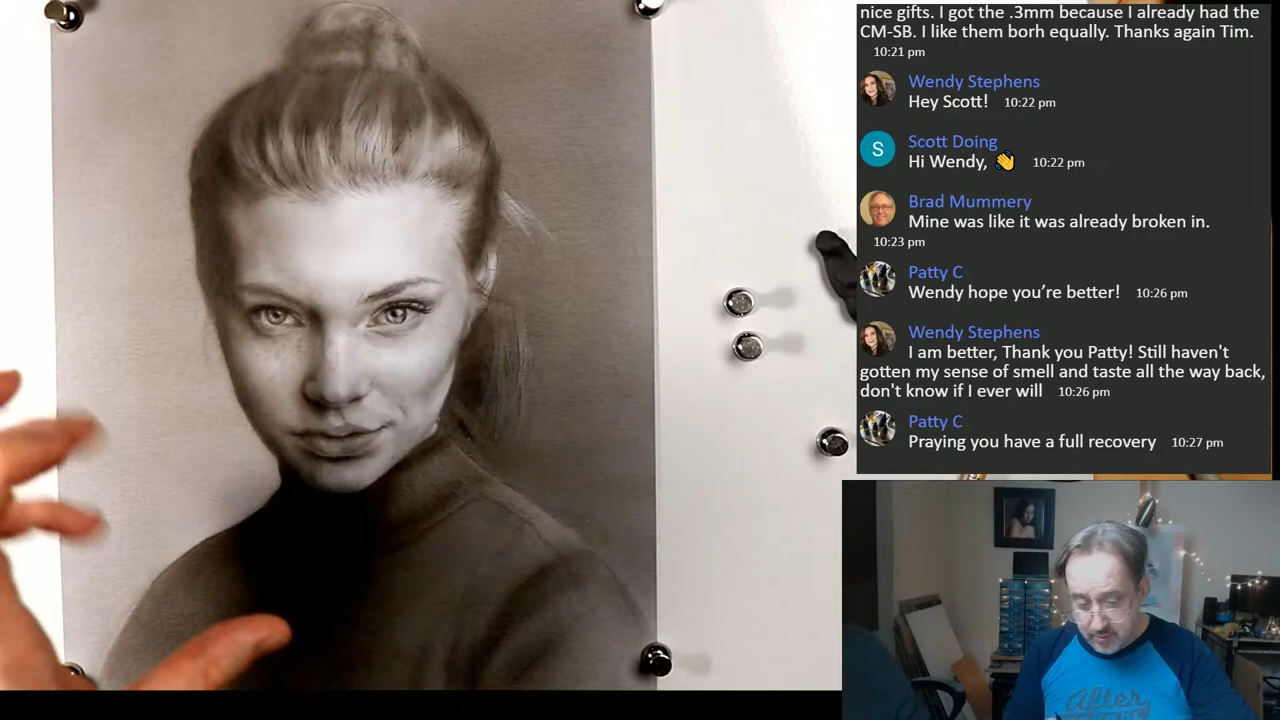 nice gifts. I got the .3mm because I already had the
CM-SB. I like them borh equally. Thanks again Tim.
10:21 pm
Wendy Stephens
Hey Scott! 10:22 pm
S
Scott Doing
Hi Wendy, 👋 10:22 pm
Brad Mummery
Mine was like it was already broken in.
10:23 pm
Patty C
Wendy hope you're better! 10:26 pm
Wendy Stephens
I am better, Thank you Patty! Still haven't
gotten my sense of smell and taste all the way back,
don't know if I ever will 10:26 pm
Patty C
Praying you have a full recovery 10:27 pm
After